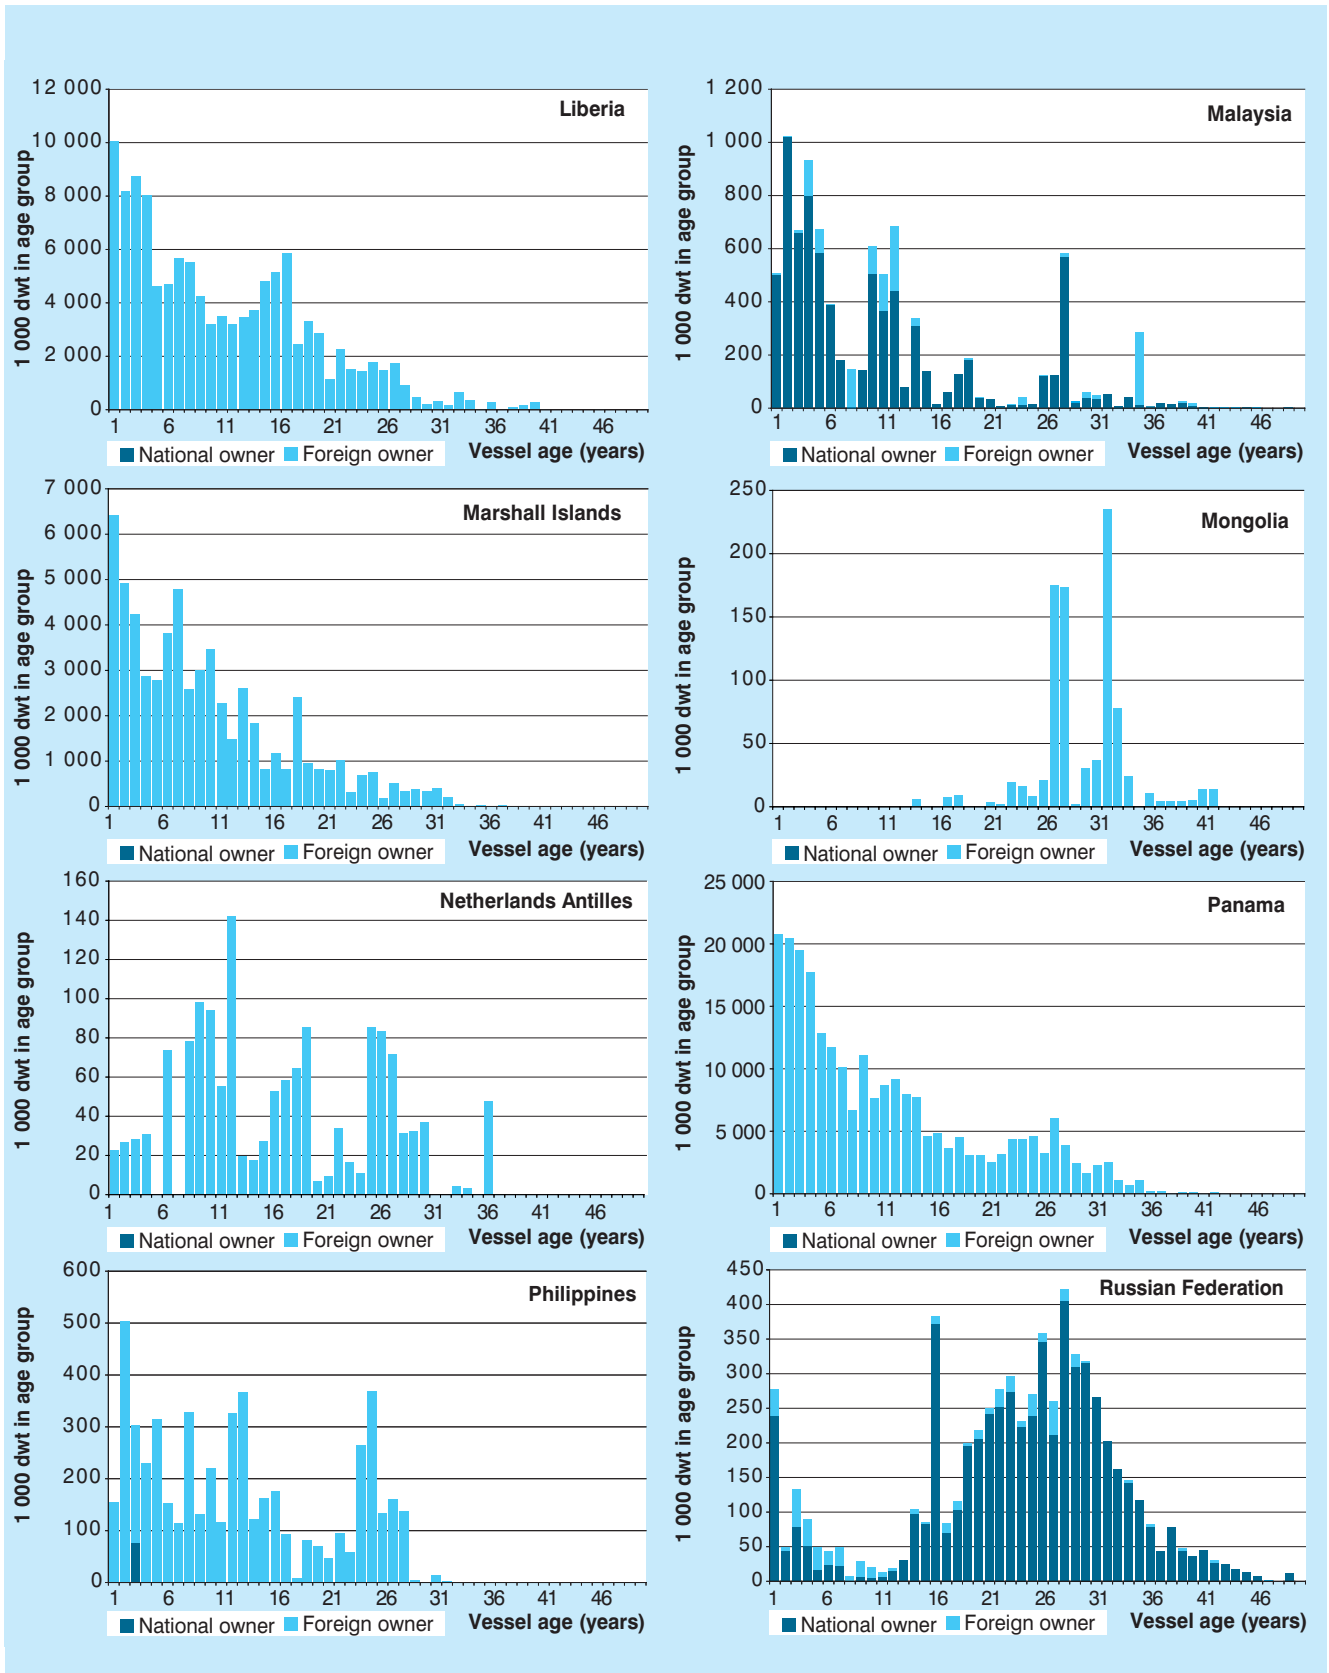 Liberia
1 000 dwt in age group
12 000
10 000
8 000
6 000
4 000
2 000
0
1 6 11 16 21 26 31 36 41 46
National owner Foreign owner Vessel age (years)
Malaysia
1 000 dwt in age group
1 200
1 000
800
600
400
200
0
1 6 11 16 21 26 31 36 41 46
National owner Foreign owner Vessel age (years)
Marshall Islands
1 000 dwt in age group
7 000
6 000
5 000
4 000
3 000
2 000
1 000
0
1 6 11 16 21 26 31 36 41 46
National owner Foreign owner Vessel age (years)
Mongolia
1 000 dwt in age group
250
200
150
100
50
0
1 6 11 16 21 26 31 36 41 46
National owner Foreign owner Vessel age (years)
Netherlands Antilles
1 000 dwt in age group
160
140
120
100
80
60
40
20
0
1 6 11 16 21 26 31 36 41 46
National owner Foreign owner Vessel age (years)
Panama
1 000 dwt in age group
25 000
20 000
15 000
10 000
5 000
0
1 6 11 16 21 26 31 36 41 46
National owner Foreign owner Vessel age (years)
Philippines
1 000 dwt in age group
600
500
400
300
200
100
0
1 6 11 16 21 26 31 36 41 46
National owner Foreign owner Vessel age (years)
Russian Federation
1 000 dwt in age group
450
400
350
300
250
200
150
100
50
0
1 6 11 16 21 26 31 36 41 46
National owner Foreign owner Vessel age (years)